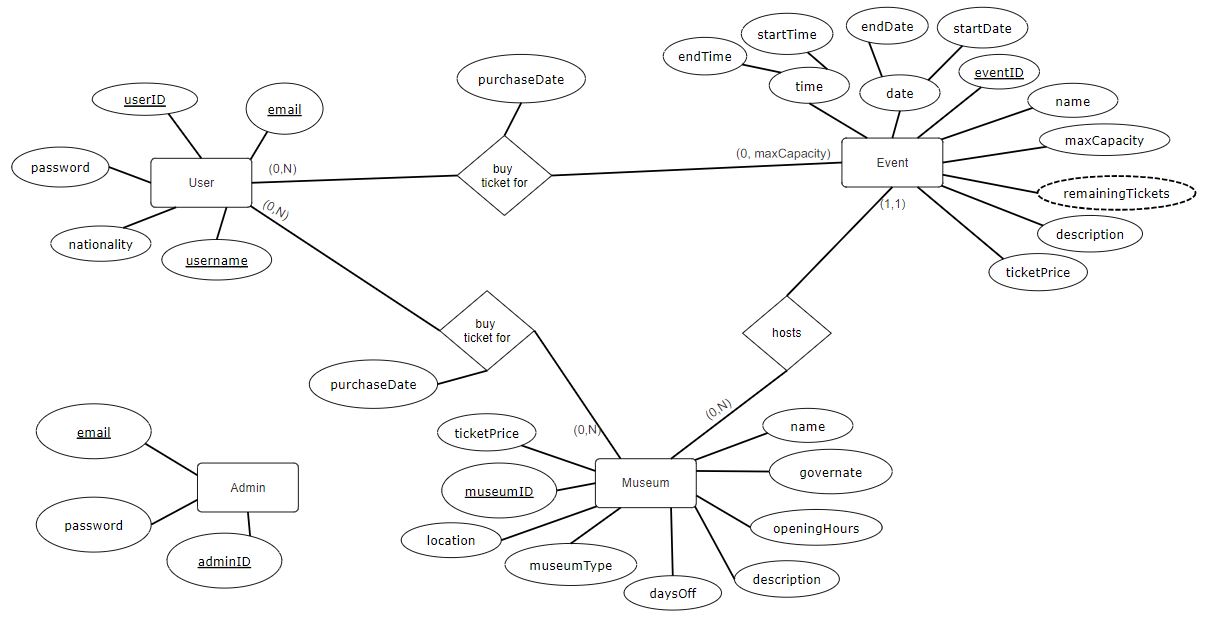 endDate
startDate
startTime
endTime
eventID
purchaseDate
time
date
userID
email
name
maxCapacity
(0, maxCapacity)
Event
password
User
(0,N)
buy
ticket for
remainingTickets
(1,1)
(0,N)
description
nationality
username
ticketPrice
buy
ticket for
hosts
purchaseDate
(0,N)
name
email
ticketPrice
(0,N)
governate
Admin
museumID
Museum
password
openingHours
location
adminID
museumType
description
daysOff